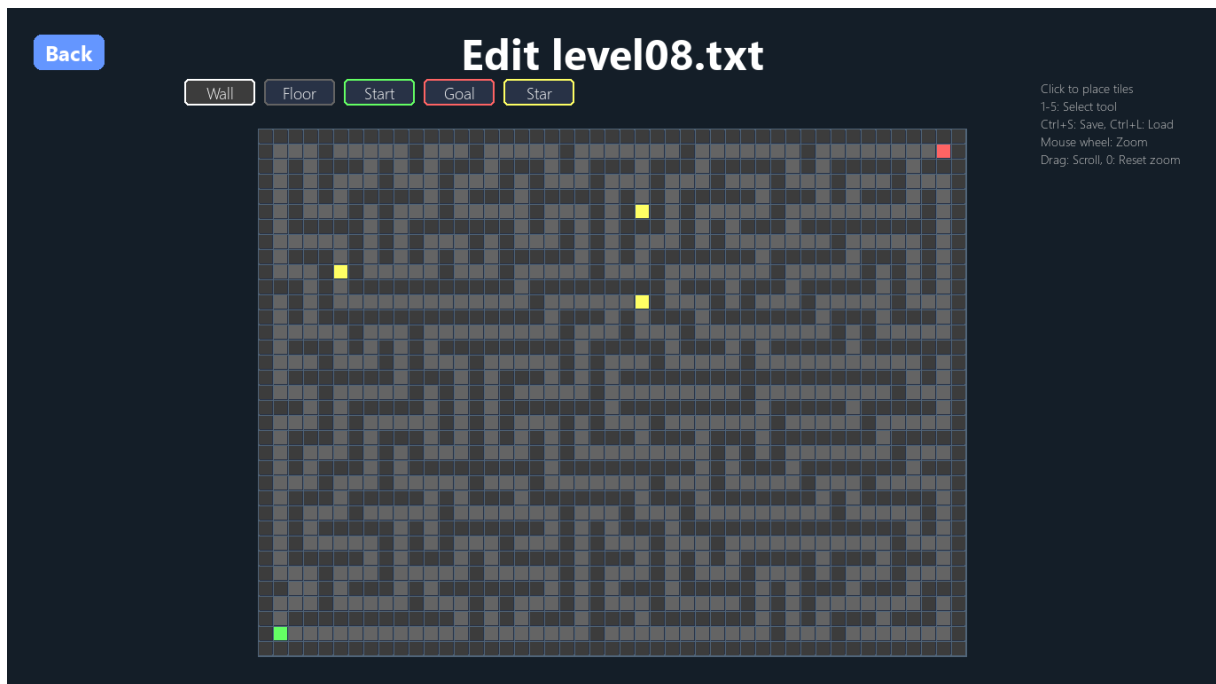 Back
Edit level08.txt
Wall
Floor
Start
Goal
Star
Click to place tiles
1-5: Select tool
Ctrl+S: Save, Ctrl+L: Load
Mouse wheel: Zoom
Drag: Scroll, 0: Reset zoom